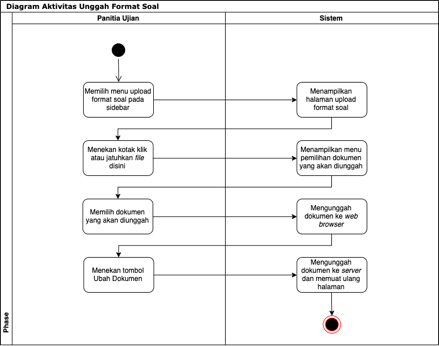 Diagram Aktivitas Unggah Format Soal
Panitia Ujian
Sistem
Memilih menu upload
format soal pada
sidebar
Menampilkan
halaman upload
format soal
Menekan kotak klik
atau jatuhkan file
disini
Menampilkan menu
pemilihan dokumen
yang akan diunggah
Memilih dokumen
yang akan diunggah
Mengunggah
dokumen ke web
browser
Menekan tombol
Ubah Dokumen
Mengunggah
dokumen ke server
dan memuat ulang
halaman
Phase